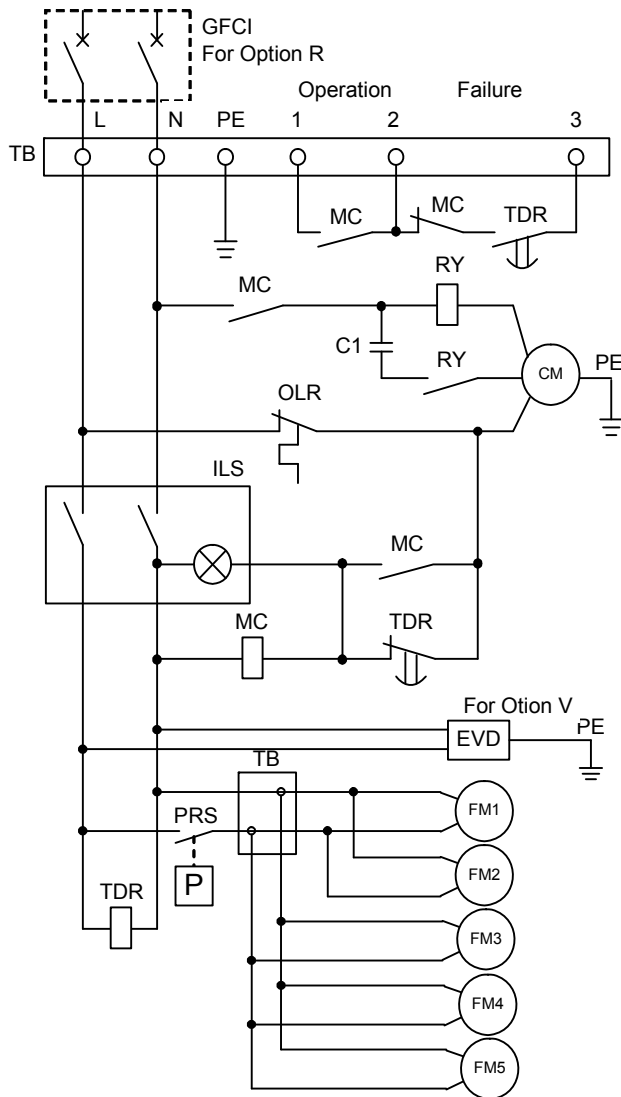 GFCI
For Option R
Operation Failure
L N PE 1 2 3
TB
MC MC TDR
MC RY
C1 RY CM PE
OLR
ILS
MC
MC TDR
For Otion V
EVD PE
TB
PRS FM1
P
TDR FM2
FM3
FM4
FM5